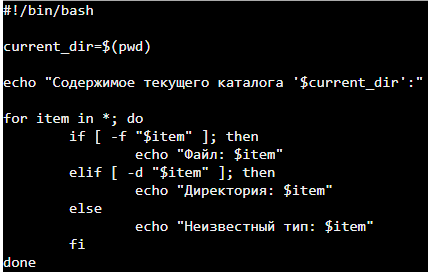 #!/bin/bash
current_dir=$(pwd)
echo "Содержимое текущего каталога '$current_dir':"
for item in *; do
if [ -f "$item" ]; then
echo "Файл: $item"
elif [ -d "$item" ]; then
echo "Директория: $item"
else
echo "Неизвестный тип: $item"
fi
done